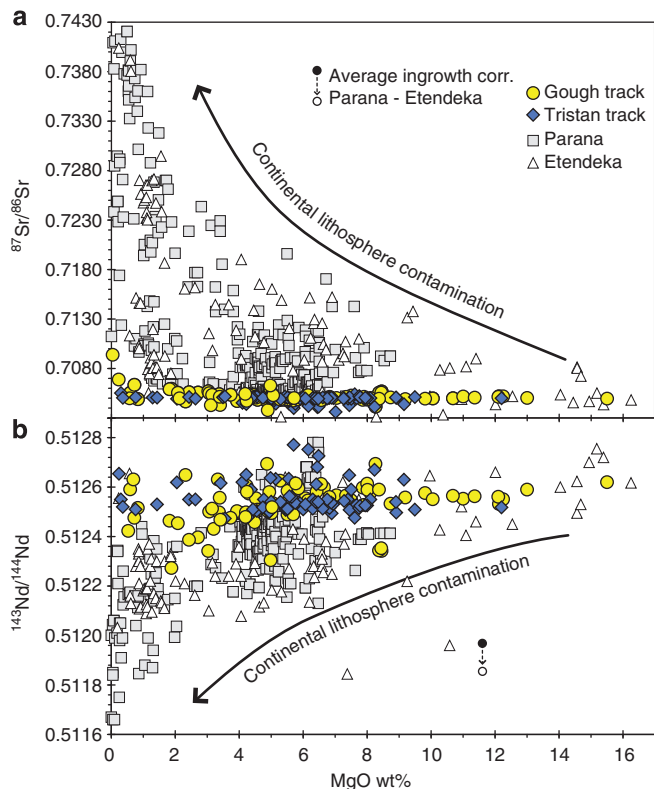 a
0.7430
0.7380
0.7330
0.7280
0.7230
0.7180
0.7130
0.7080
87Sr/86Sr
Average ingrowth corr.
Parana - Etendeka
Gough track
Tristan track
Parana
Etendeka
Continental lithosphere contamination
b
0.5128
0.5126
0.5124
0.5122
0.5120
0.5118
0.5116
143Nd/144Nd
Continental lithosphere contamination
0 2 4 6 8 10 12 14 16
MgO wt%